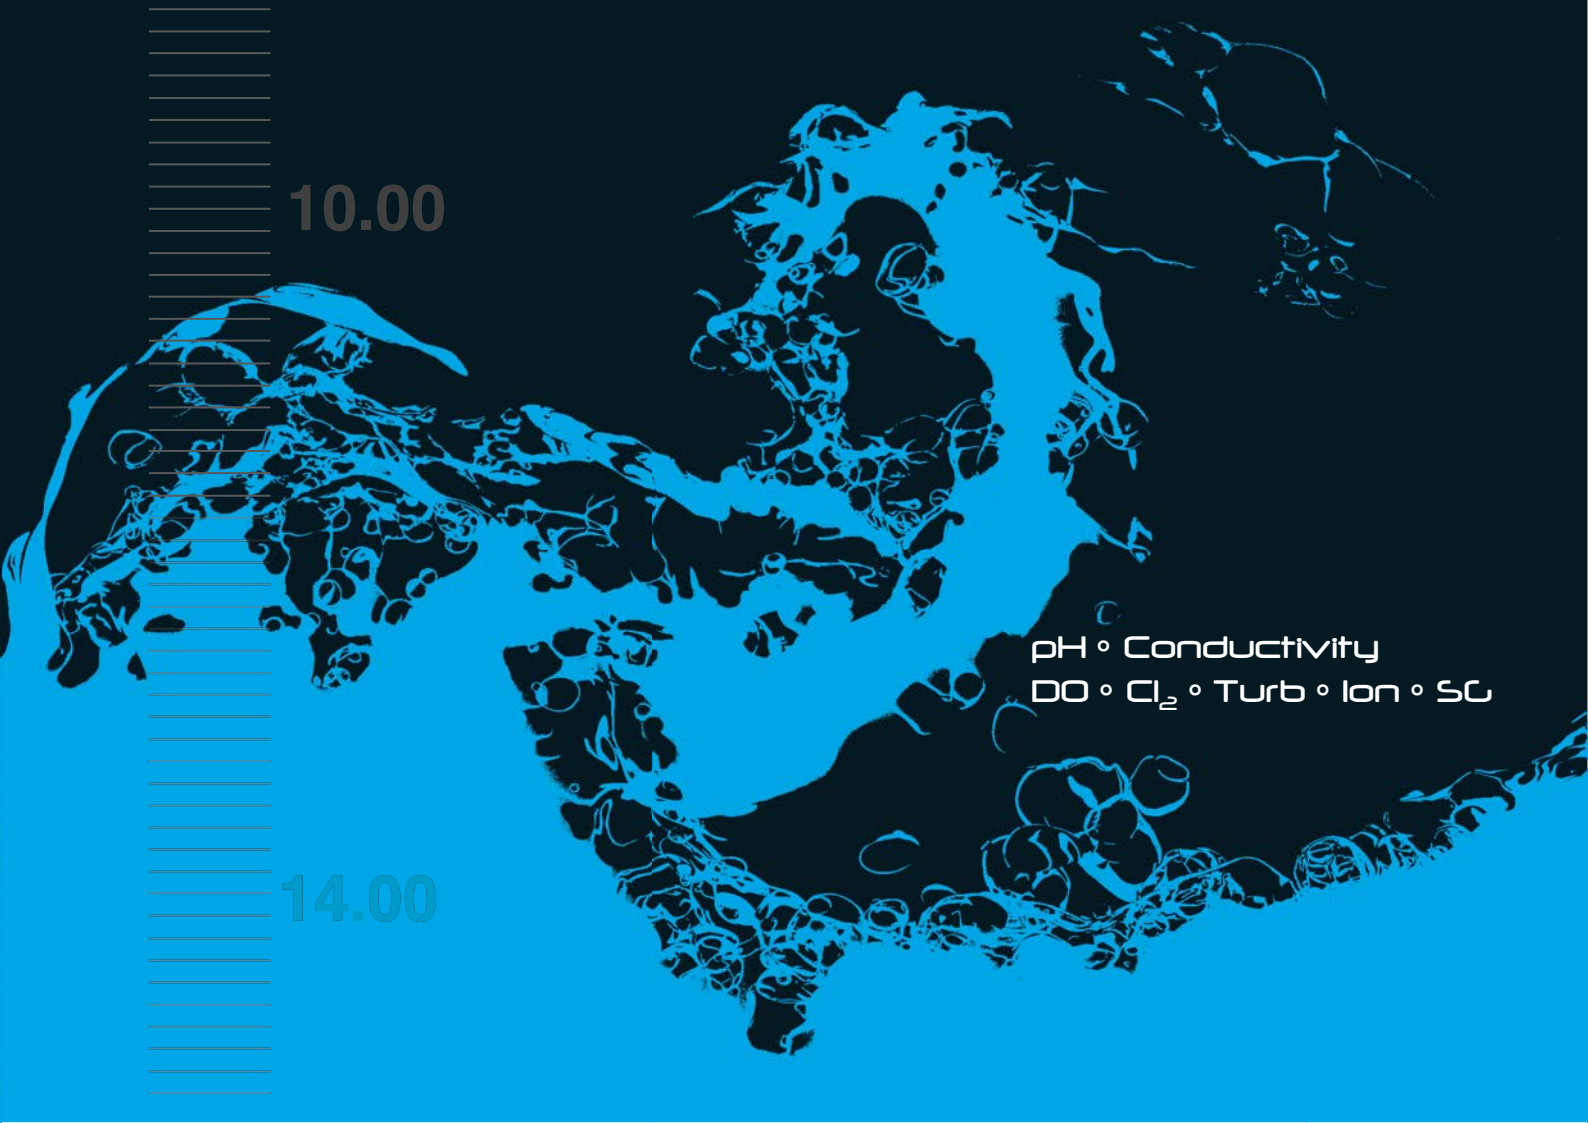 10.00
pH ° Conductivity
DO ° Cl₂ ° Turb ° Ion ° SG
14.00